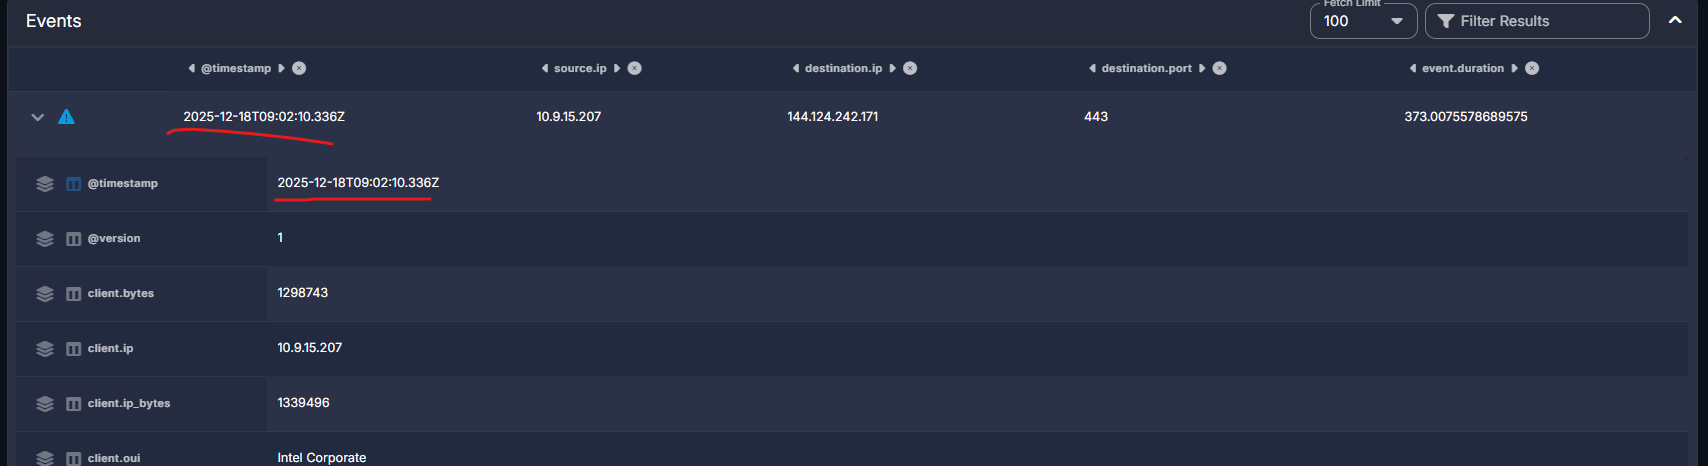 Events
Fetch Limit
100
Filter Results
@timestamp source.ip destination.ip destination.port event.duration
2025-12-18T09:02:10.336Z 10.9.15.207 144.124.242.171 443 373.0075578689575
@timestamp 2025-12-18T09:02:10.336Z
@version 1
client.bytes 1298743
client.ip 10.9.15.207
client.ip_bytes 1339496
client.oui Intel Corporate